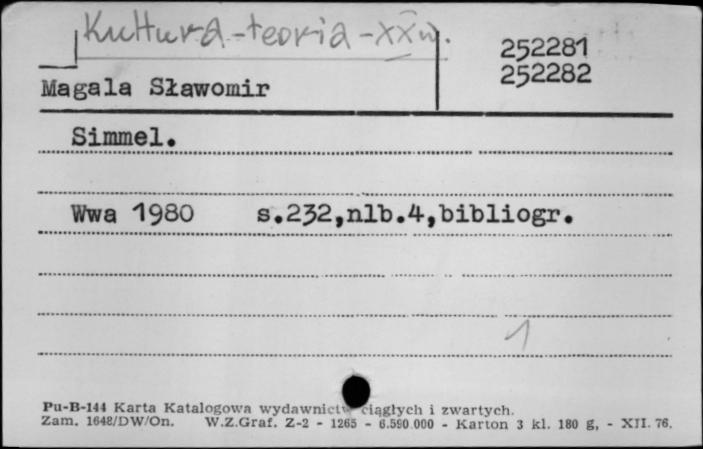 Kultura-teoria-XX w.
252281
252282
Magala Sławomir
Simmel.
Wwa 1980 s.232,nlb.4,bibliogr.
1
Pu-B-144 Karta Katalogowa wydawnictw ciągłych i zwartych.
Zam. 1648/DW/On. W.Z.Graf. Z-2 - 1265 - 6.590.000 - Karton 3 kl. 180 g, - XII. 76.